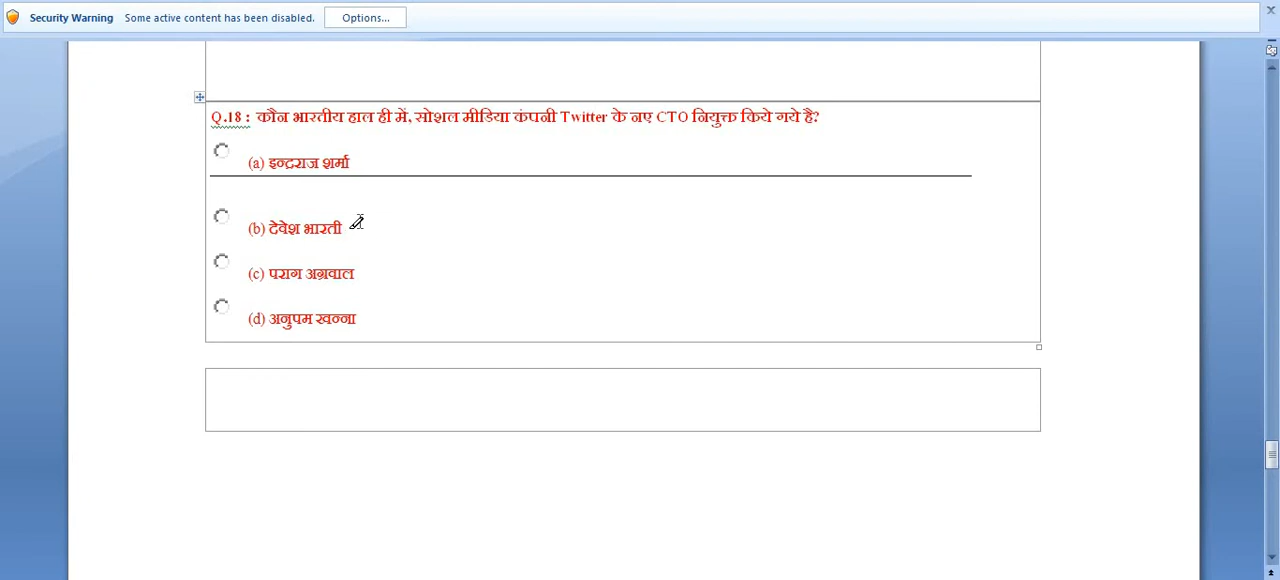 Security Warning Some active content has been disabled. Options...
Q.18 : कौन भारतीय हाल ही में, सोशल मीडिया कंपनी Twitter के नए CTO नियुक्त किये गये है?
(a) इन्द्रराज शर्मा
(b) देवेश भारती
(c) पराग अग्रवाल
(d) अनुपम खन्ना